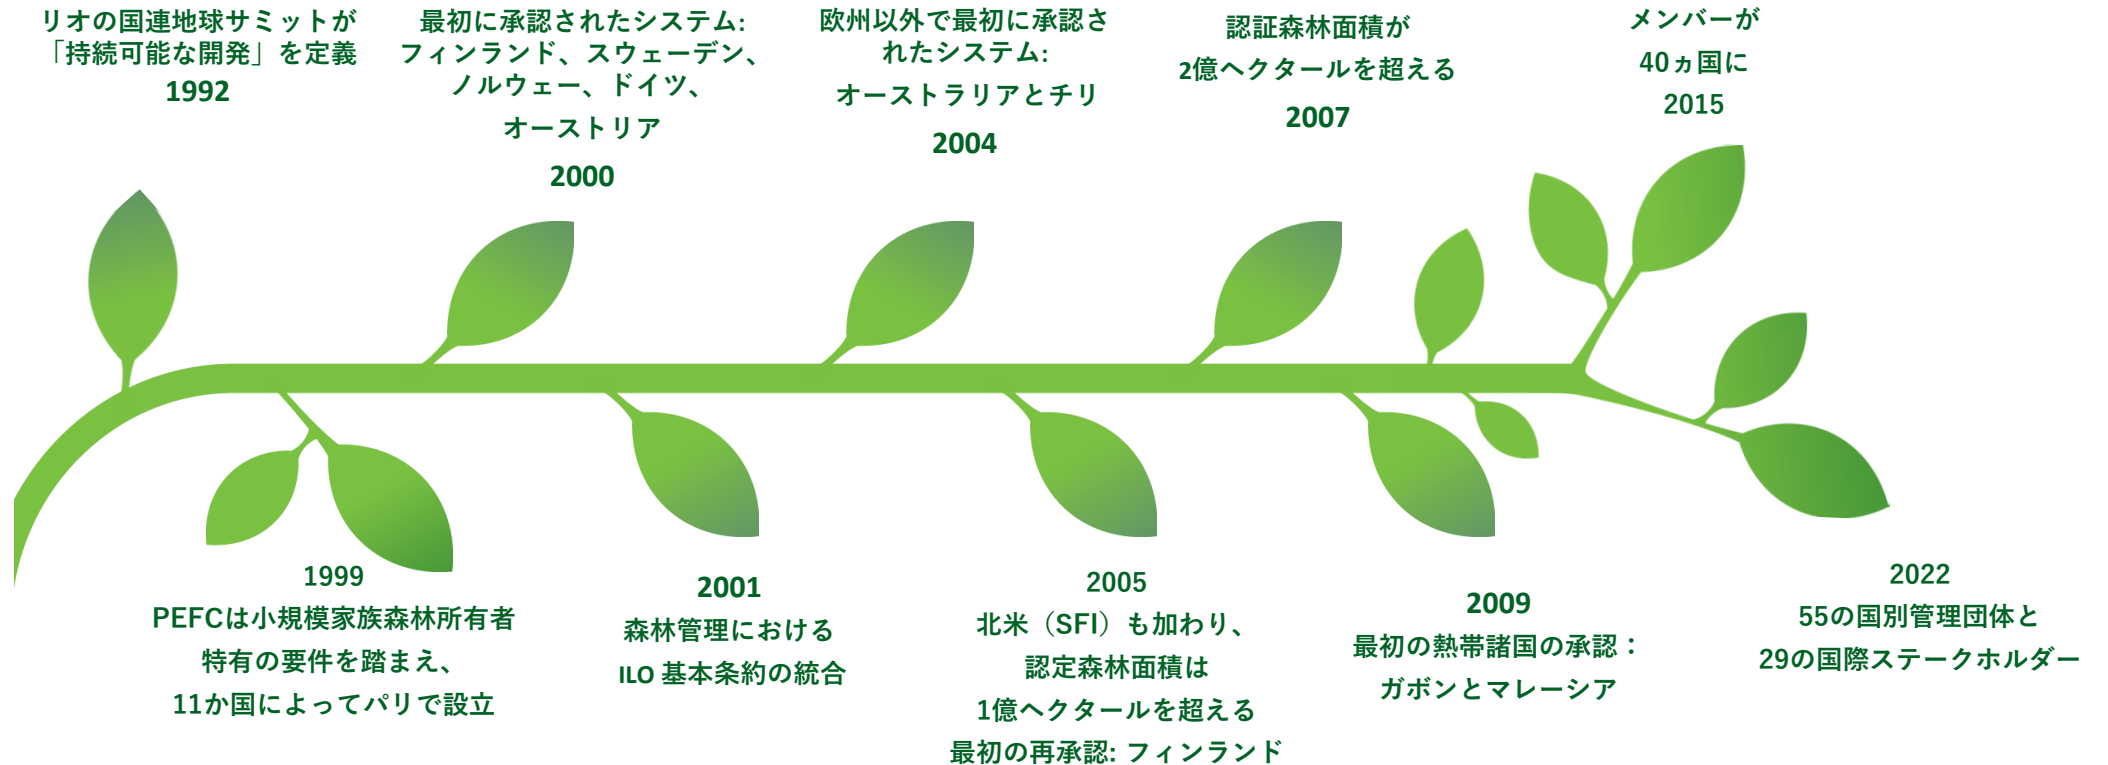 リオの国連地球サミットが
「持続可能な開発」を定義
1992
最初に承認されたシステム:
フィンランド、スウェーデン、
ノルウェー、ドイツ、
オーストリア
2000
欧州以外で最初に承認さ
れたシステム:
オーストラリアとチリ
2004
認証森林面積が
2億ヘクタールを超える
2007
メンバーが
40ヵ国に
2015
1999
PEFCは小規模家族森林所有者
特有の要件を踏まえ、
11か国によってパリで設立
2001
森林管理における
ILO 基本条約の統合
2005
北米（SFI）も加わり、
認定森林面積は
1億ヘクタールを超える
最初の再承認: フィンランド
2009
最初の熱帯諸国の承認：
ガボンとマレーシア
2022
55の国別管理団体と
29の国際ステークホルダー